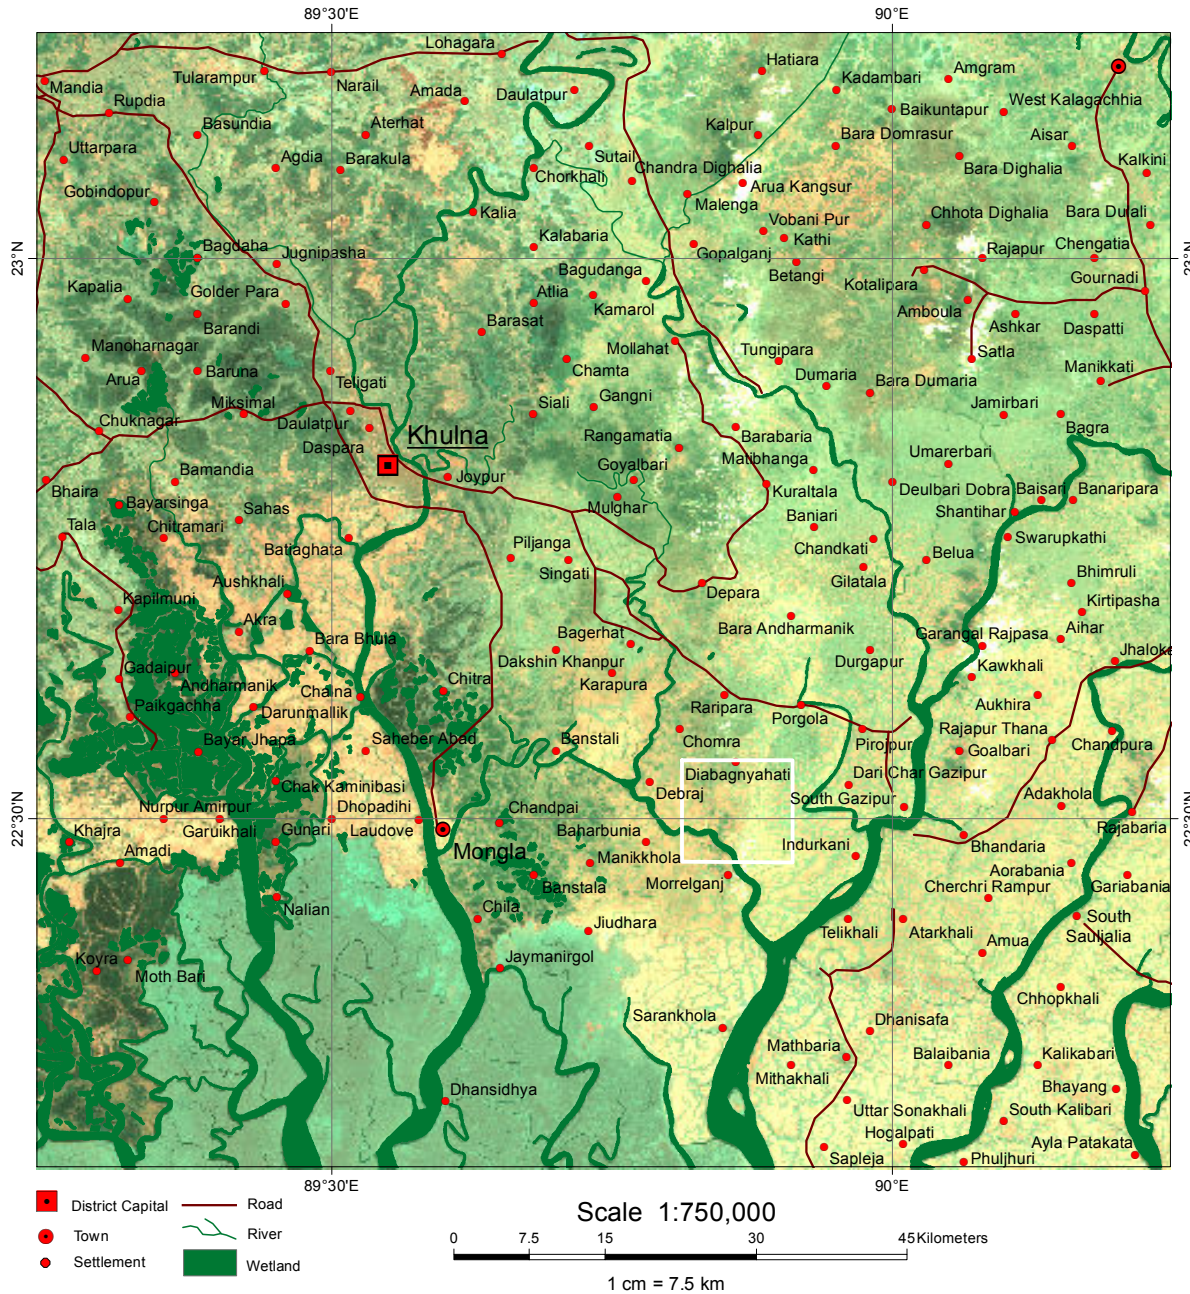 89°30'E
90°E
Lohagara
Hatiara
Tularampur
Narail
Amada
Daulatpur
Kadambari
Amgram
Mandia
Rupdia
Baikuntapur
West Kalagachhia
Basundia
Aterhat
Kalpur
Bara Domrasur
Aisar
Uttarpara
Agdia
Barakula
Sutail
Chandra Dighalia
Bara Dighalia
Kalkini
Chorkhali
Gobindopur
Arua Kangsur
Malenga
Kalia
Vobani Pur
Chhota Dighalia
Bara Dulali
Kalabaria
Kathi
23°N
Bagdaha
Jugnipasha
Gopalganj
Rajapur
Chengatia
23°N
Bagudanga
Betangi
Kotalipara
Gournadi
Kapalia
Golder Para
Atlia
Kamarol
Amboula
Ashkar
Daspatti
Barandi
Barasat
Manoharnagar
Mollahat
Tungipara
Satla
Arua
Baruna
Teligati
Chamta
Dumaria
Bara Dumaria
Manikkati
Miksimal
Siali
Gangni
Jamirbari
Chuknagar
Daulatpur
Daspara
Khulna
Rangamatia
Barabaria
Bagra
Matibhanga
Umarerbari
Bamandia
Goyalbari
Bhaira
Joypur
Kuraltala
Deulbari Dobra
Baisari
Banaripara
Bayarsinga
Sahas
Mulghar
Shantihar
Tala
Chitramari
Batiaghata
Piljanga
Baniari
Chandkati
Swarupkathi
Singati
Belua
Aushkhali
Gilatala
Bhimruli
Depara
Kapilmuni
Kirtipasha
Akra
Bara Bhula
Bagerhat
Bara Andharmanik
Garangal
Rajpasa
Aihar
Gadaipur
Dakshin Khanpur
Durgapur
Jhaloka
Andharmanik
Chalna
Chitra
Karapura
Kawkhali
Paikgachha
Darunmallik
Raripara
Porgola
Aukhira
Bayar Jhapa
Saheber Abad
Banstali
Chomra
Pirojpur
Rajapur Thana
Goalbari
Chandpura
Chak Kaminibasi
Diabagnyahati
Dari Char Gazipur
Debraj
South Gazipur
Adakhola
22°30'N
Nurpur Amirpur
Dhopadihi
Chandpai
22°30'N
Khajra
Garuikhali
Gunari
Laudove
Baharbunia
Rajabaria
Amadi
Mongla
Manikkhola
Indurkani
Bhandaria
Aorabania
Banstala
Morrelganj
Cherchri Rampur
Gariabania
Nalian
Chila
Jiudhara
Telikhali
Atarkhali
South
Sauljalia
Koyra
Moth Bari
Jaymanirgol
Amua
Chhopkhali
Sarankhola
Dhanisafa
Mathbaria
Balaibania
Kalikabari
Mithakhali
Dhansidhya
Bhayang
Uttar Sonakhali
South Kalibari
Hogalpati
Ayla Patakata
Sapleja
Phuljhuri
89°30'E
90°E
District Capital
Road
Town
River
Settlement
Wetland
Scale 1:750,000
0 7.5 15 30 45 Kilometers
1 cm = 7.5 km